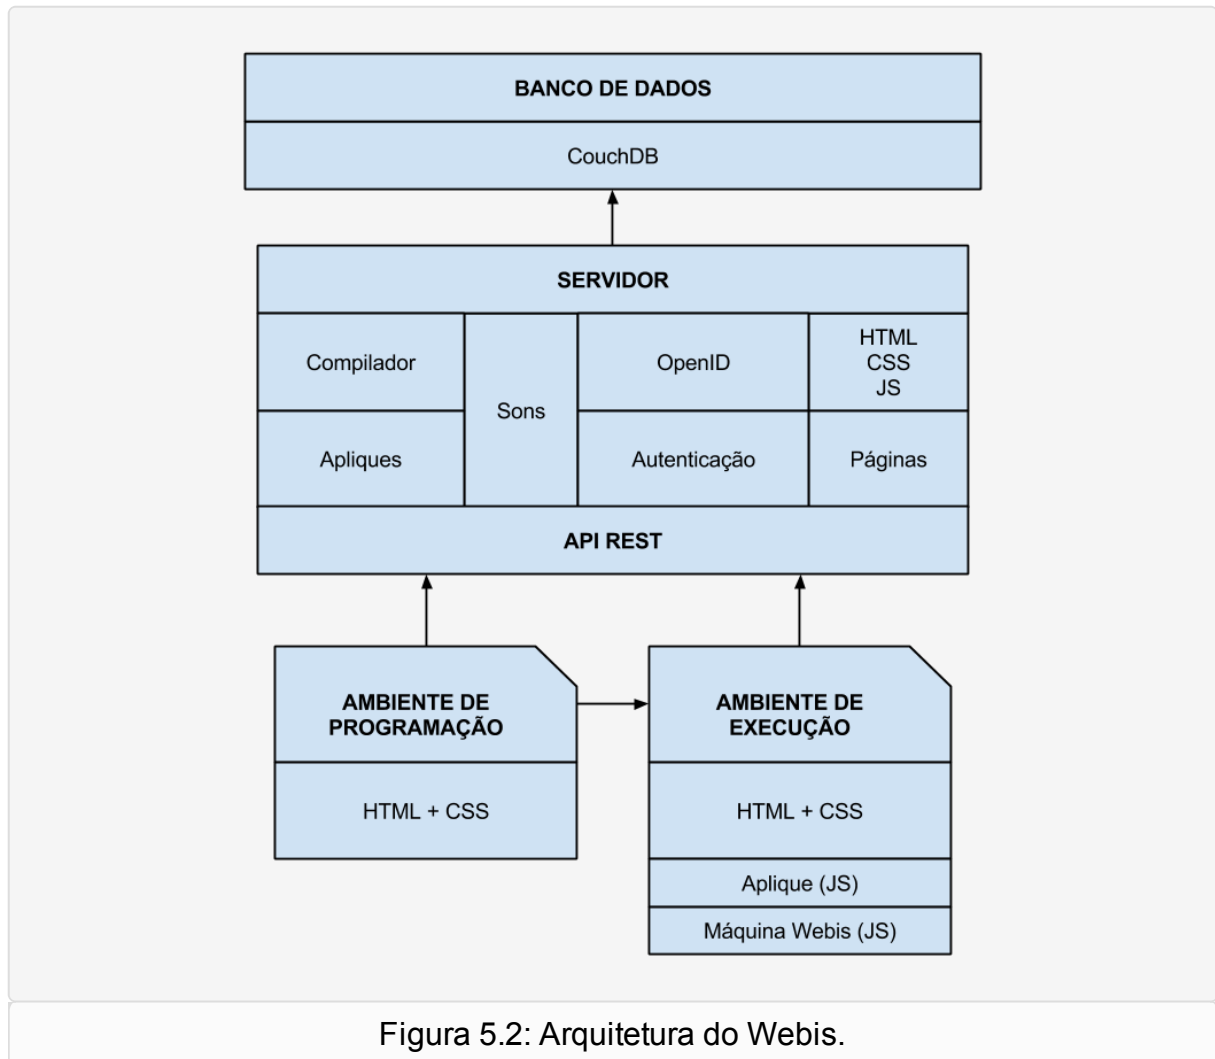 BANCO DE DADOS
CouchDB
SERVIDOR
Compilador
Apliques
Sons
OpenID
Autenticação
HTML
CSS
JS
Páginas
API REST
AMBIENTE DE
PROGRAMAÇÃO
HTML + CSS
AMBIENTE DE
EXECUÇÃO
HTML + CSS
Aplique (JS)
Máquina Webis (JS)
Figura 5.2: Arquitetura do Webis.